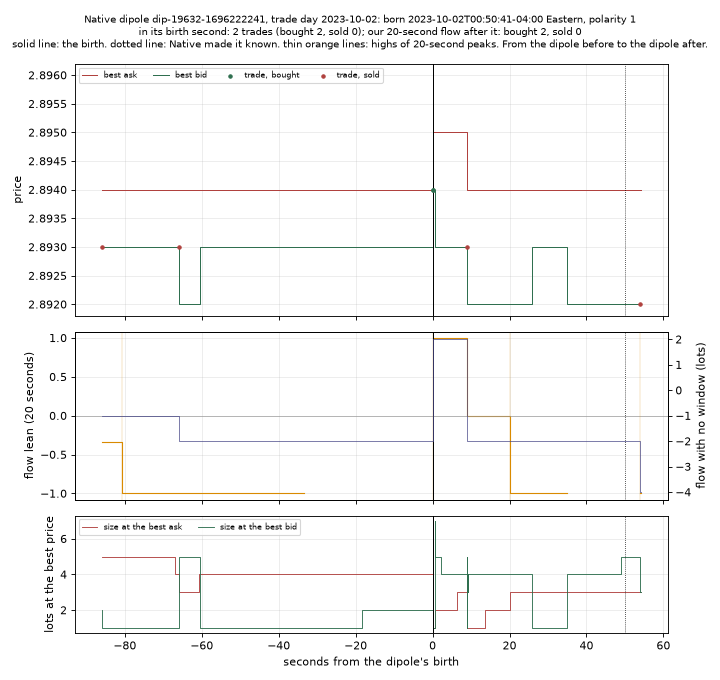 Native dipole dip-19632-1696222241, trade day 2023-10-02: born 2023-10-02T00:50:41-04:00 Eastern, polarity 1
in its birth second: 2 trades (bought 2, sold 0); our 20-second flow after it: bought 2, sold 0
solid line: the birth. dotted line: Native made it known. thin orange lines: highs of 20-second peaks. From the dipole before to the dipole after.
best ask
best bid
trade, bought
trade, sold
2.8960
2.8955
2.8950
2.8945
2.8940
2.8935
2.8930
2.8925
2.8920
price
1.0
0.5
0.0
−0.5
−1.0
flow lean (20 seconds)
2
1
0
−1
−2
−3
−4
flow with no window (lots)
size at the best ask
size at the best bid
6
4
2
lots at the best price
−80
−60
−40
−20
0
20
40
60
seconds from the dipole's birth